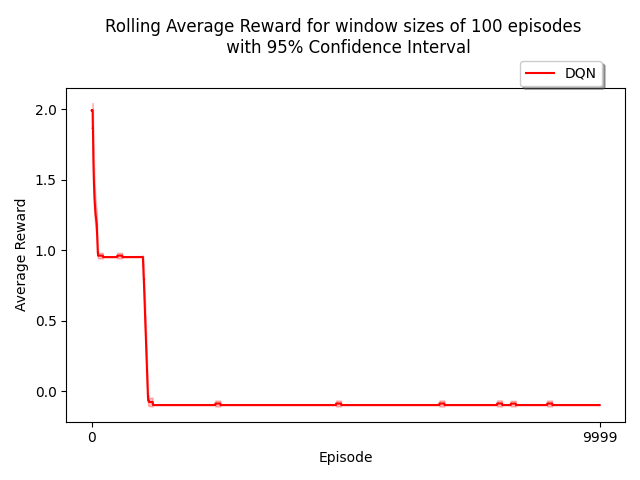 Rolling Average Reward for window sizes of 100 episodes
with 95% Confidence Interval
DQN
2.0
1.5
1.0
0.5
0.0
Average Reward
0
9999
Episode